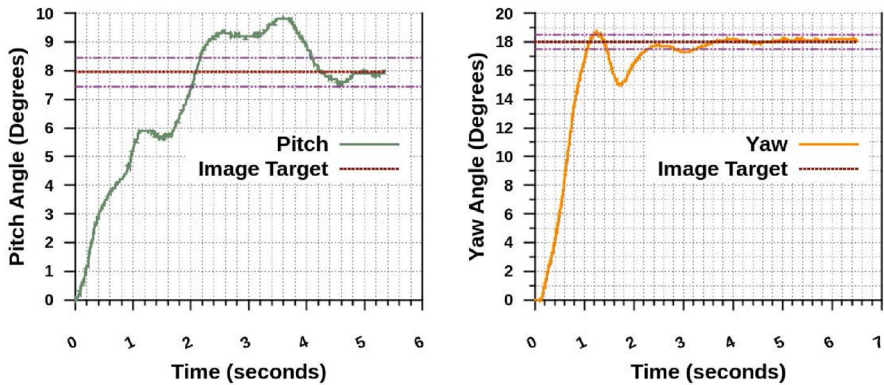 10
9
8
7
6
5
4
3
2
1
0
Pitch Angle (Degrees)
Pitch
Image Target
0 1 2 3 4 5 6
Time (seconds)
20
18
16
14
12
10
8
6
4
2
0
Yaw Angle (Degrees)
Yaw
Image Target
0 1 2 3 4 5 6 7
Time (seconds)